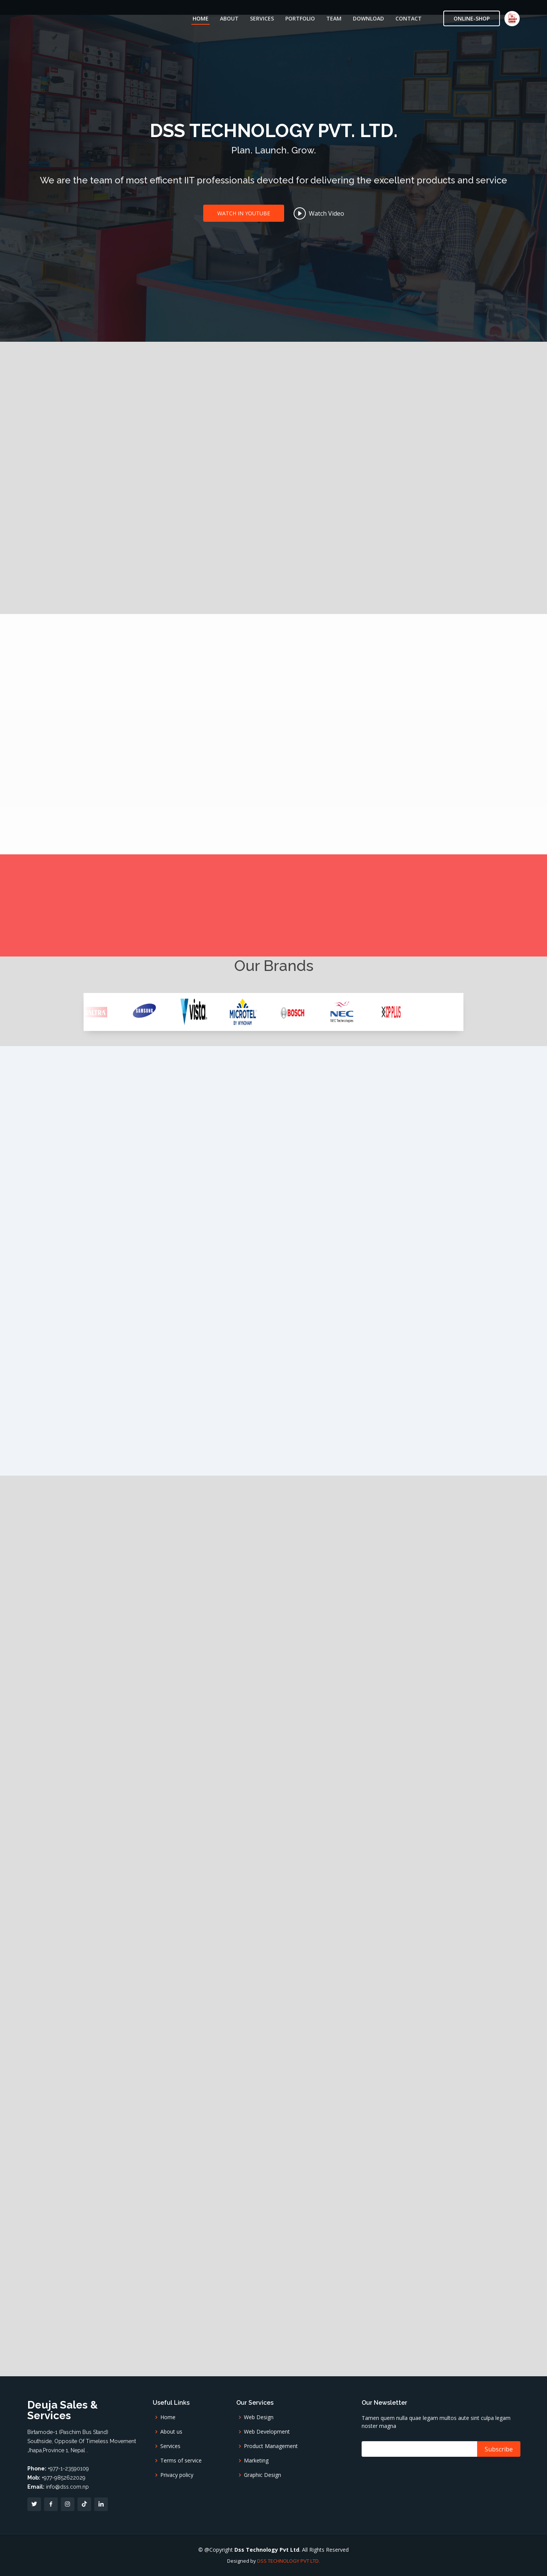 HOME ABOUT SERVICES PORTFOLIO TEAM DOWNLOAD CONTACT ONLINE-SHOP
DSS TECHNOLOGY PVT. LTD.
Plan. Launch. Grow.
We are the team of most efficent IIT professionals devoted for delivering the excellent products and service
WATCH IN YOUTUBE
Watch Video
Our Brands
SAMSUNG
vista
MICROTEL
BY WYNDHAM
BOSCH
NEC
NEC Technologies
CP PLUS
Deuja Sales &
Services
Birtamode-1 (Paschim Bus Stand)
Southside, Opposite Of Timeless Movement
Jhapa,Province 1, Nepal .
Phone: +977-1-23590109
Mob: +977-9852622029
Email: info@dss.com.np
Useful Links
Home
About us
Services
Terms of service
Privacy policy
Our Services
Web Design
Web Development
Product Management
Marketing
Graphic Design
Our Newsletter
Tamen quem nulla quae legam multos aute sint culpa legam
noster magna
Subscribe
© @Copyright Dss Technology Pvt Ltd. All Rights Reserved
Designed by DSS TECHNOLOGY PVT.LTD.